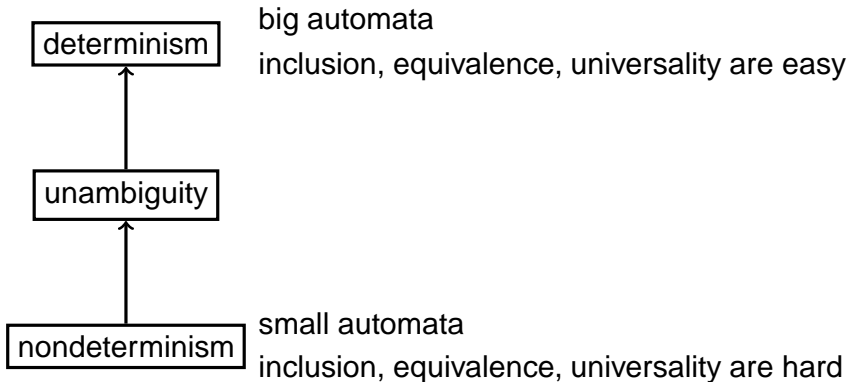 determinism
big automata
inclusion, equivalence, universality are easy
unambiguity
nondeterminism
small automata
inclusion, equivalence, universality are hard